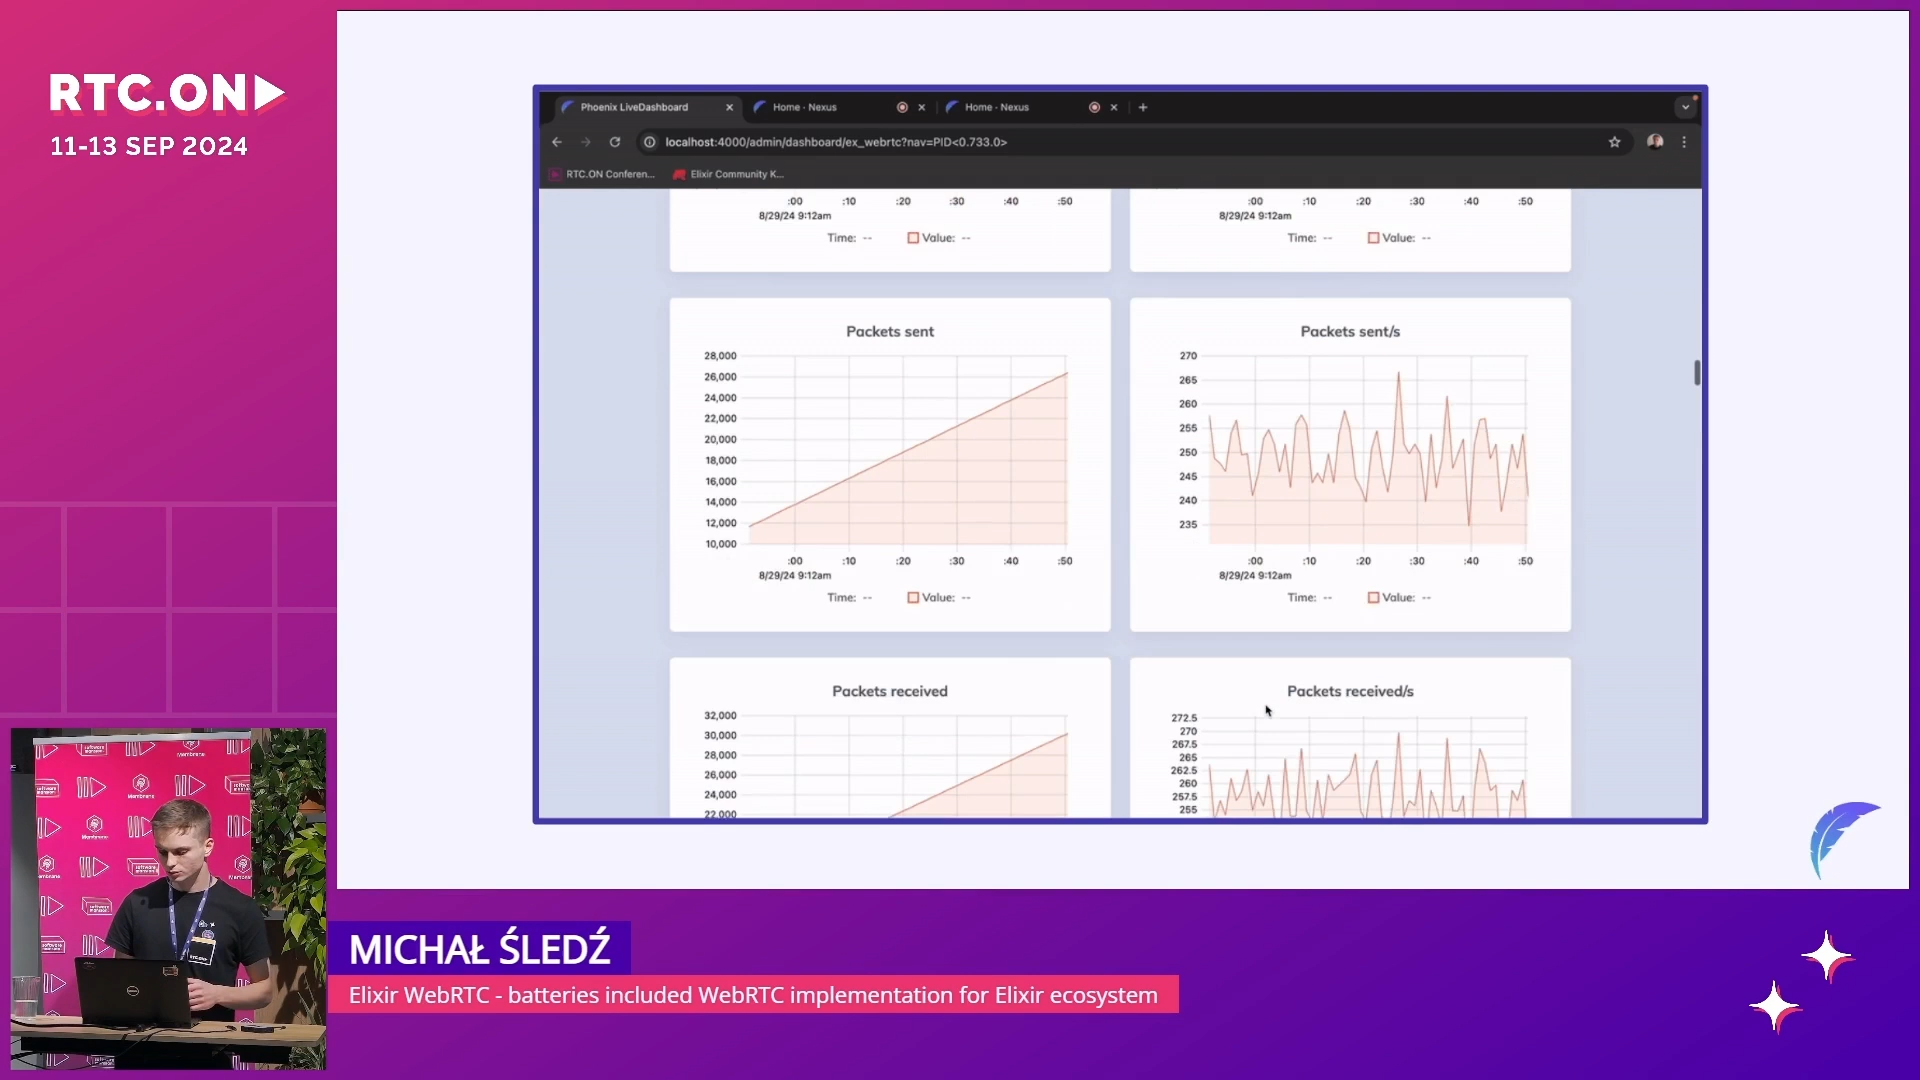 RTC.ON
11-13 SEP 2024
Phoenix LiveDashboard
Home · Nexus
Home · Nexus
localhost:4000/admin/dashboard/ex_webrtc?nav=PID<0.733.0>
RTC.ON Conferen...
Elixir Community K...
:00 :10 :20 :30 :40 :50
8/29/24 9:12am
Time: -- Value: --
:00 :10 :20 :30 :40 :50
8/29/24 9:12am
Time: -- Value: --
Packets sent
28,000
26,000
24,000
22,000
20,000
18,000
16,000
14,000
12,000
10,000
:00 :10 :20 :30 :40 :50
8/29/24 9:12am
Time: -- Value: --
Packets sent/s
270
265
260
255
250
245
240
235
:00 :10 :20 :30 :40 :50
8/29/24 9:12am
Time: -- Value: --
Packets received
32,000
30,000
28,000
26,000
24,000
22,000
Packets received/s
272.5
270
267.5
265
262.5
260
257.5
255
Membrane
software mansion
MICHAŁ ŚLEDŹ
Elixir WebRTC - batteries included WebRTC implementation for Elixir ecosystem